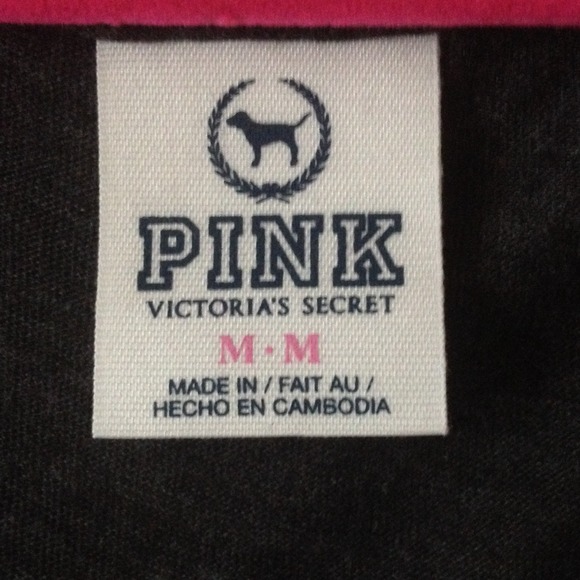 PINK
VICTORIA'S SECRET
M · M
MADE IN / FAIT AU /
HECHO EN CAMBODIA